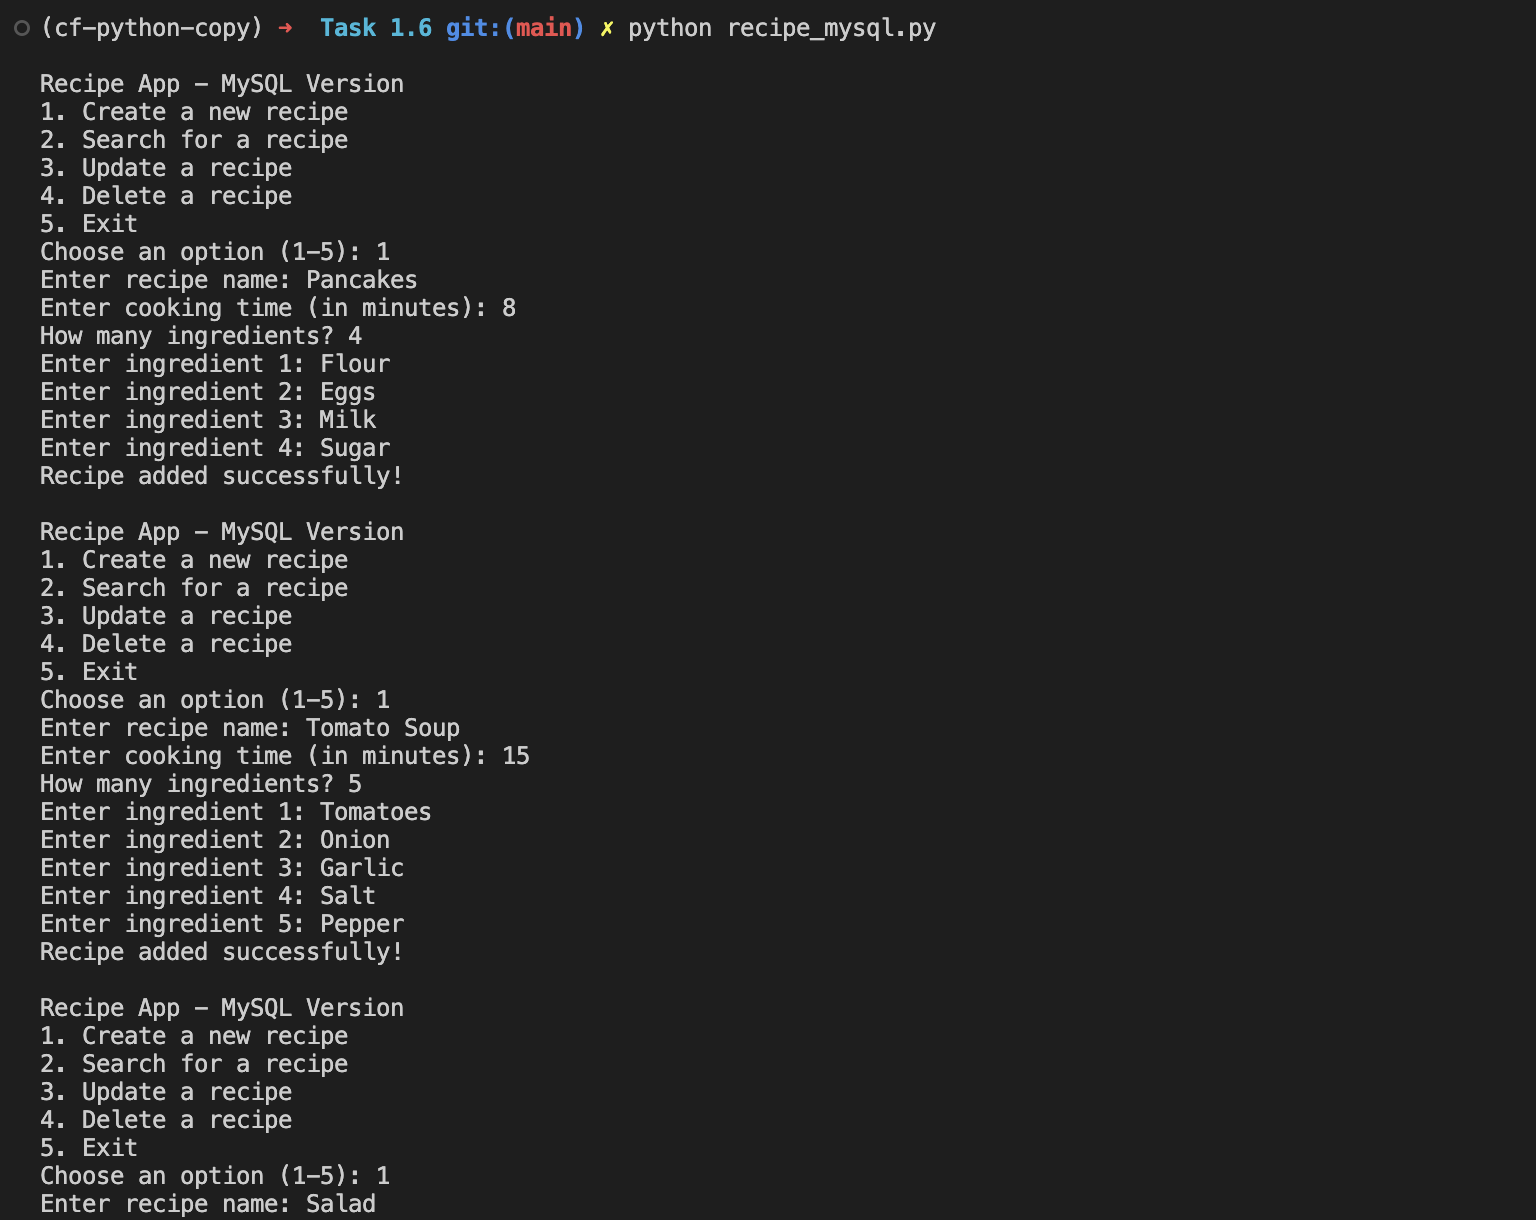 (cf-python-copy) ➜  Task 1.6 git:(main) ✗ python recipe_mysql.py
Recipe App – MySQL Version
1. Create a new recipe
2. Search for a recipe
3. Update a recipe
4. Delete a recipe
5. Exit
Choose an option (1–5): 1
Enter recipe name: Pancakes
Enter cooking time (in minutes): 8
How many ingredients? 4
Enter ingredient 1: Flour
Enter ingredient 2: Eggs
Enter ingredient 3: Milk
Enter ingredient 4: Sugar
Recipe added successfully!
Recipe App – MySQL Version
1. Create a new recipe
2. Search for a recipe
3. Update a recipe
4. Delete a recipe
5. Exit
Choose an option (1–5): 1
Enter recipe name: Tomato Soup
Enter cooking time (in minutes): 15
How many ingredients? 5
Enter ingredient 1: Tomatoes
Enter ingredient 2: Onion
Enter ingredient 3: Garlic
Enter ingredient 4: Salt
Enter ingredient 5: Pepper
Recipe added successfully!
Recipe App – MySQL Version
1. Create a new recipe
2. Search for a recipe
3. Update a recipe
4. Delete a recipe
5. Exit
Choose an option (1–5): 1
Enter recipe name: Salad